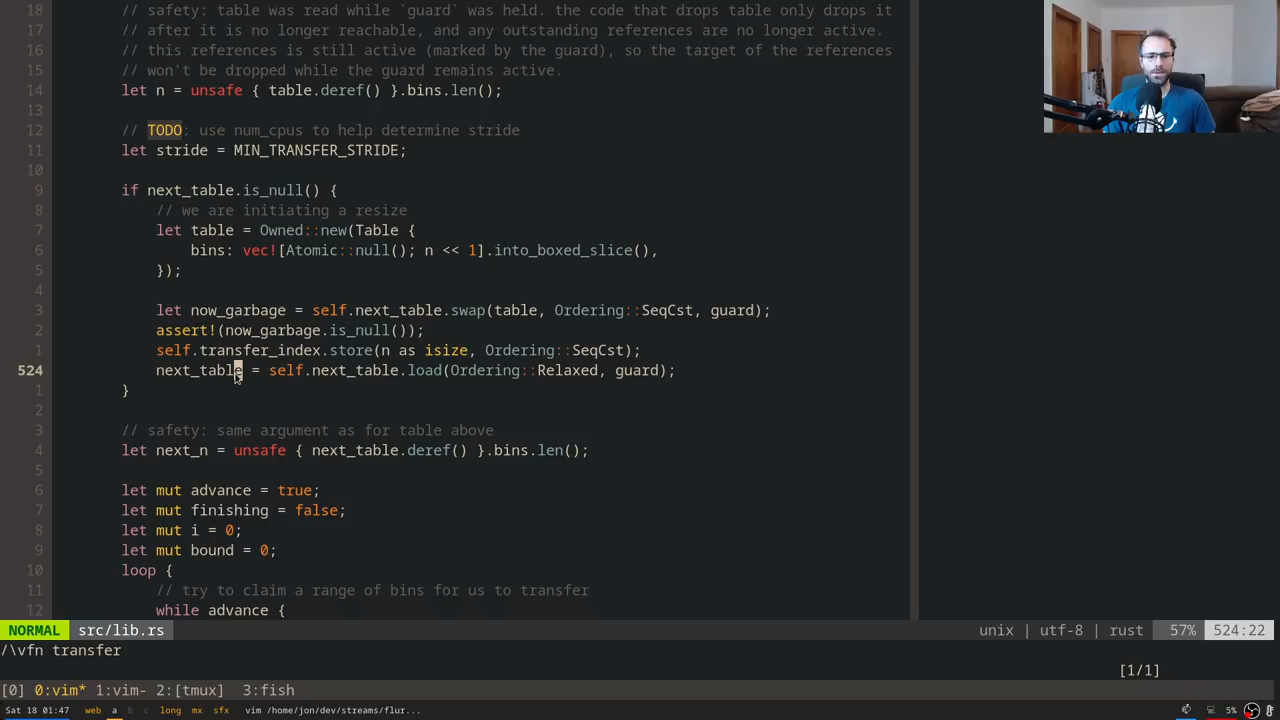 18 // safety: table was read while `guard` was held. the code that drops table only drops it
17 // after it is no longer reachable, and any outstanding references are no longer active.
16 // this references is still active (marked by the guard), so the target of the references
15 // won't be dropped while the guard remains active.
14 let n = unsafe { table.deref() }.bins.len();
13
12 // TODO: use num_cpus to help determine stride
11 let stride = MIN_TRANSFER_STRIDE;
10
9 if next_table.is_null() {
8 // we are initiating a resize
7 let table = Owned::new(Table {
6 bins: vec![Atomic::null(); n << 1].into_boxed_slice(),
5 });
4
3 let now_garbage = self.next_table.swap(table, Ordering::SeqCst, guard);
2 assert!(now_garbage.is_null());
1 self.transfer_index.store(n as isize, Ordering::SeqCst);
524 next_table = self.next_table.load(Ordering::Relaxed, guard);
1 }
2
3 // safety: same argument as for table above
4 let next_n = unsafe { next_table.deref() }.bins.len();
5
6 let mut advance = true;
7 let mut finishing = false;
8 let mut i = 0;
9 let mut bound = 0;
10 loop {
11 // try to claim a range of bins for us to transfer
12 while advance {
NORMAL src/lib.rs unix | utf-8 | rust 57% 524:22
/\vfn transfer
[1/1]
[0] 0:vim* 1:vim- 2:[tmux] 3:fish
Sat 18 01:47 web a b c long mx sfx vim /home/jon/dev/streams/flur... 5%